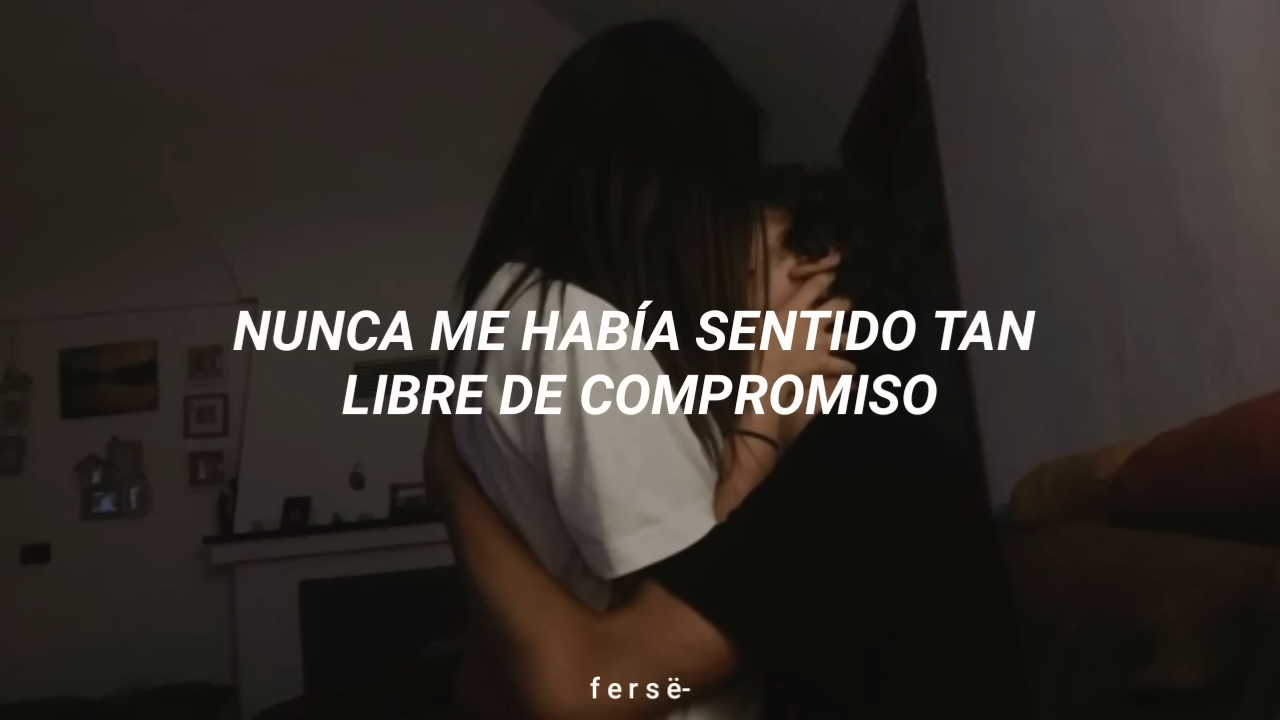 NUNCA ME HABÍA SENTIDO TAN
LIBRE DE COMPROMISO
fersë-